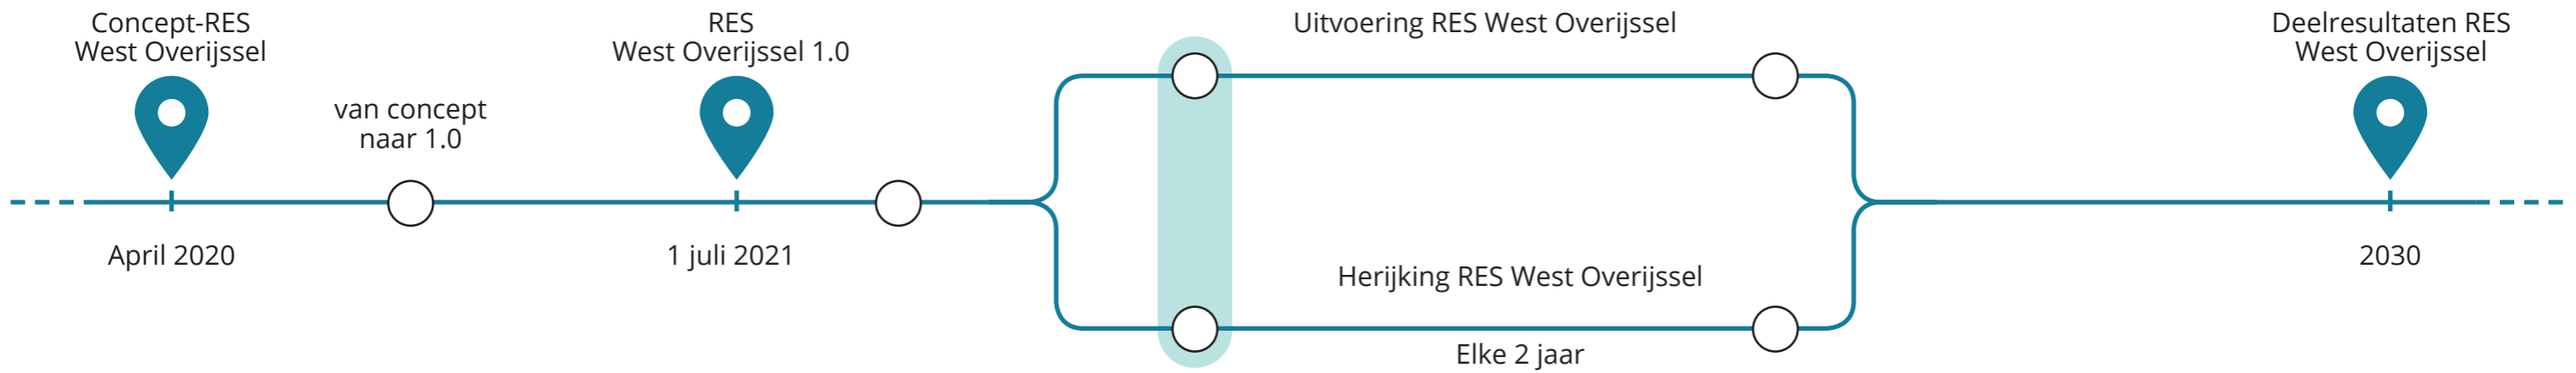 Concept-RES
West Overijssel
van concept
naar 1.0
RES
West Overijssel 1.0
Uitvoering RES West Overijssel
Deelresultaten RES
West Overijssel
April 2020
1 juli 2021
Herijking RES West Overijssel
Elke 2 jaar
2030